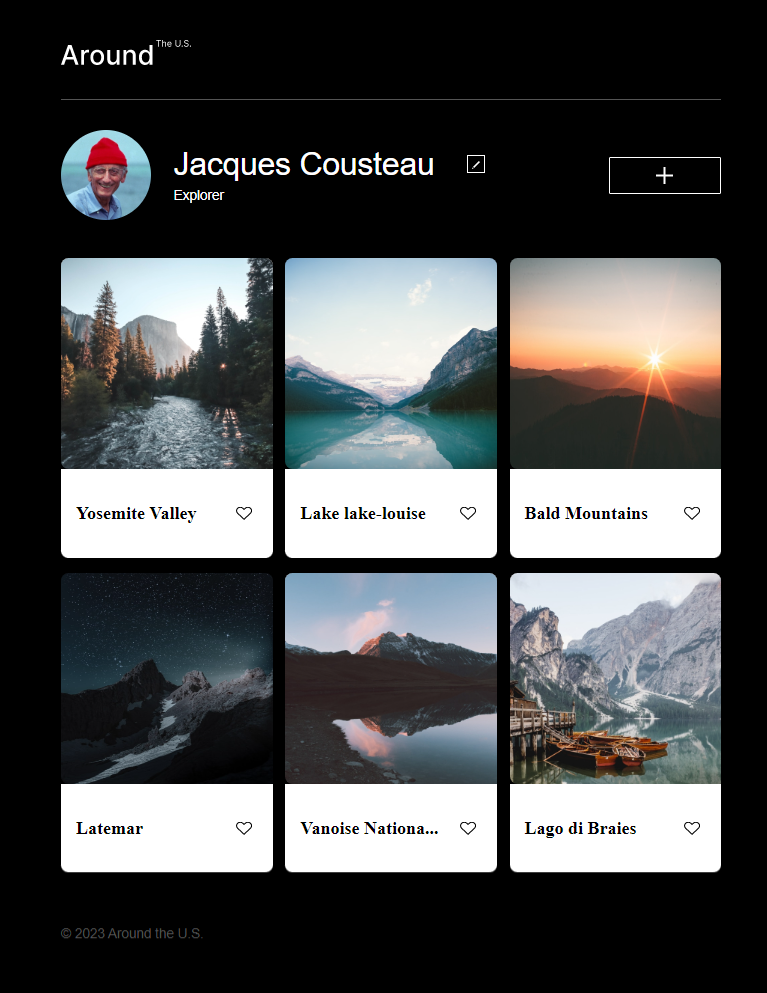 Around The U.S.
Jacques Cousteau
Explorer
Yosemite Valley
Lake lake-louise
Bald Mountains
Latemar
Vanoise Nationa...
Lago di Braies
© 2023 Around the U.S.